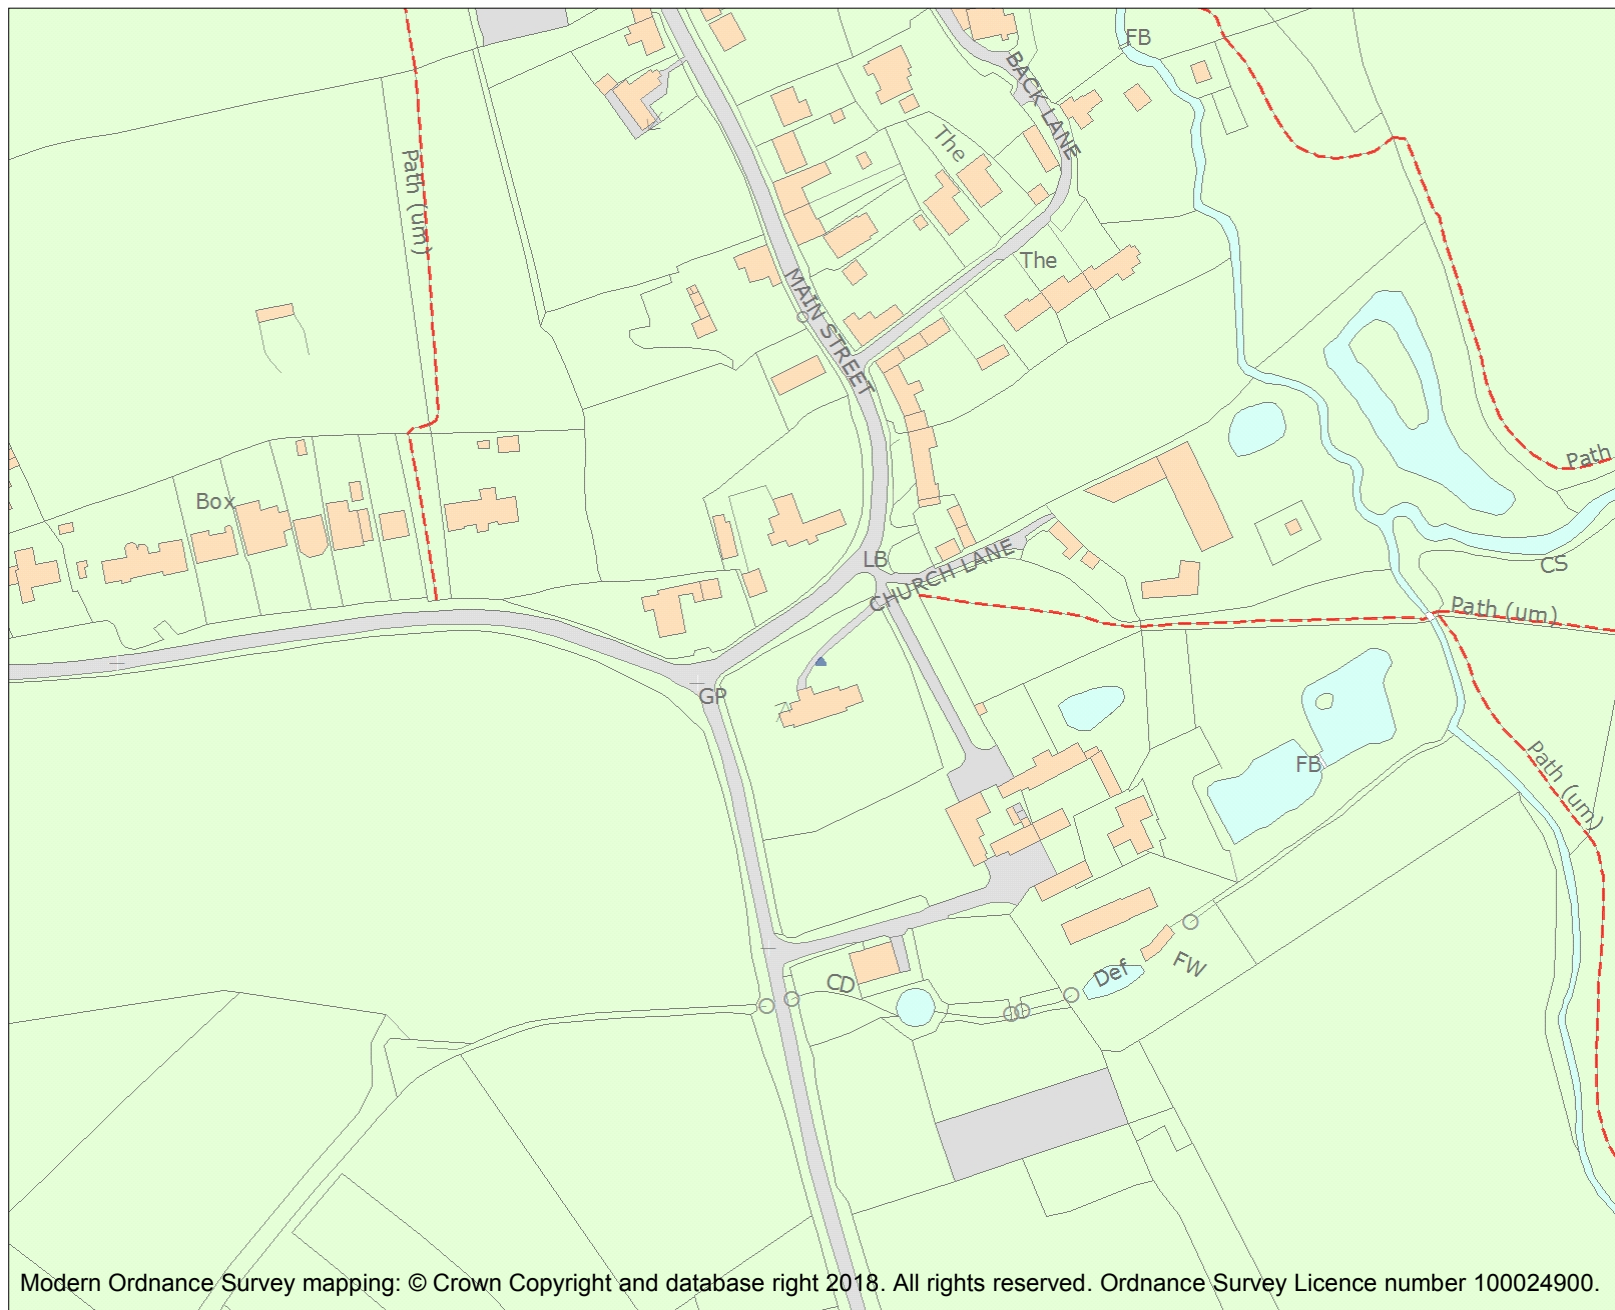 FB
BACK LANE
The
Path (um)
The
MAIN STREET
Path
Box
LB
CHURCH LANE
CS
Path (um)
GP
FB
Path (um)
Def
FW
CD
Modern Ordnance Survey mapping: © Crown Copyright and database right 2018. All rights reserved. Ordnance Survey Licence number 100024900.